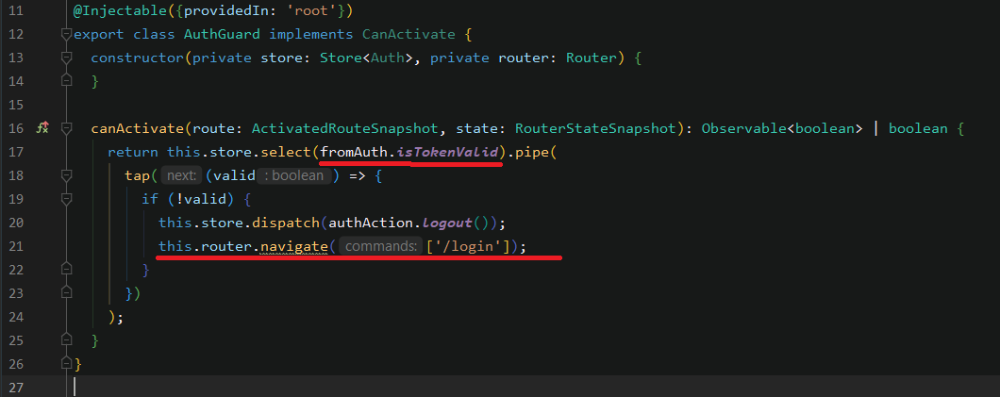 11 @Injectable({providedIn: 'root'})
12 export class AuthGuard implements CanActivate {
13 constructor(private store: Store<Auth>, private router: Router) {
14 }
15
16 canActivate(route: ActivatedRouteSnapshot, state: RouterStateSnapshot): Observable<boolean> | boolean {
17 return this.store.select(fromAuth.isTokenValid).pipe(
18 tap( next: (valid : boolean ) => {
19 if (!valid) {
20 this.store.dispatch(authAction.logout());
21 this.router.navigate( commands: ['/login']);
22 }
23 })
24 );
25 }
26 }
27